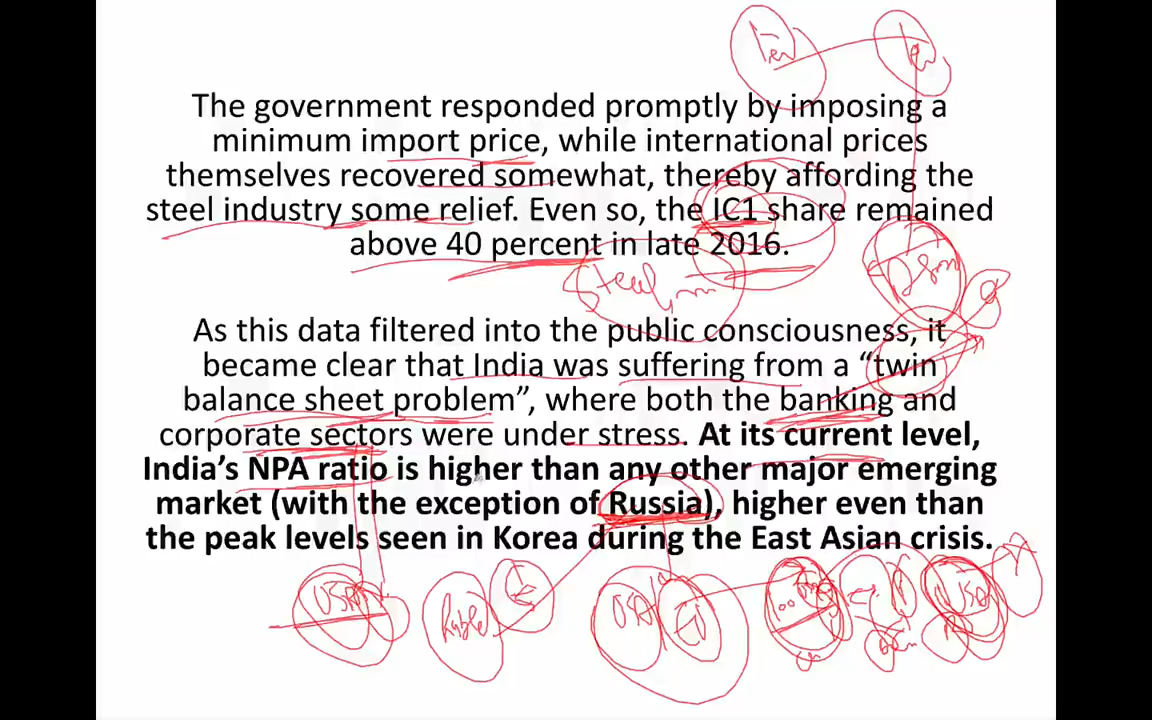 The government responded promptly by imposing a
minimum import price, while international prices
themselves recovered somewhat, thereby affording the
steel industry some relief. Even so, the IC1 share remained
above 40 percent in late 2016.
Steel
As this data filtered into the public consciousness, it
became clear that India was suffering from a “twin
balance sheet problem”, where both the banking and
corporate sectors were under stress. At its current level,
India’s NPA ratio is higher than any other major emerging
market (with the exception of Russia), higher even than
the peak levels seen in Korea during the East Asian crisis.